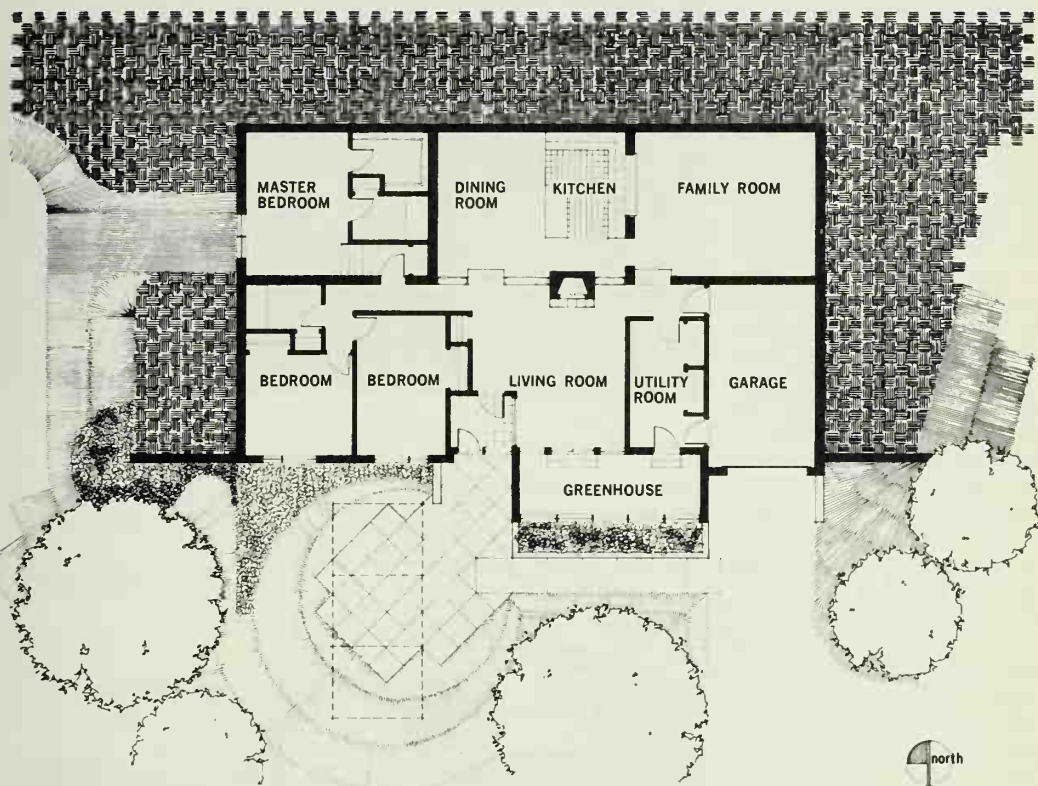 MASTER
BEDROOM
DINING
ROOM
KITCHEN
FAMILY ROOM
BEDROOM
BEDROOM
LIVING ROOM
UTILITY
ROOM
GARAGE
GREENHOUSE
north